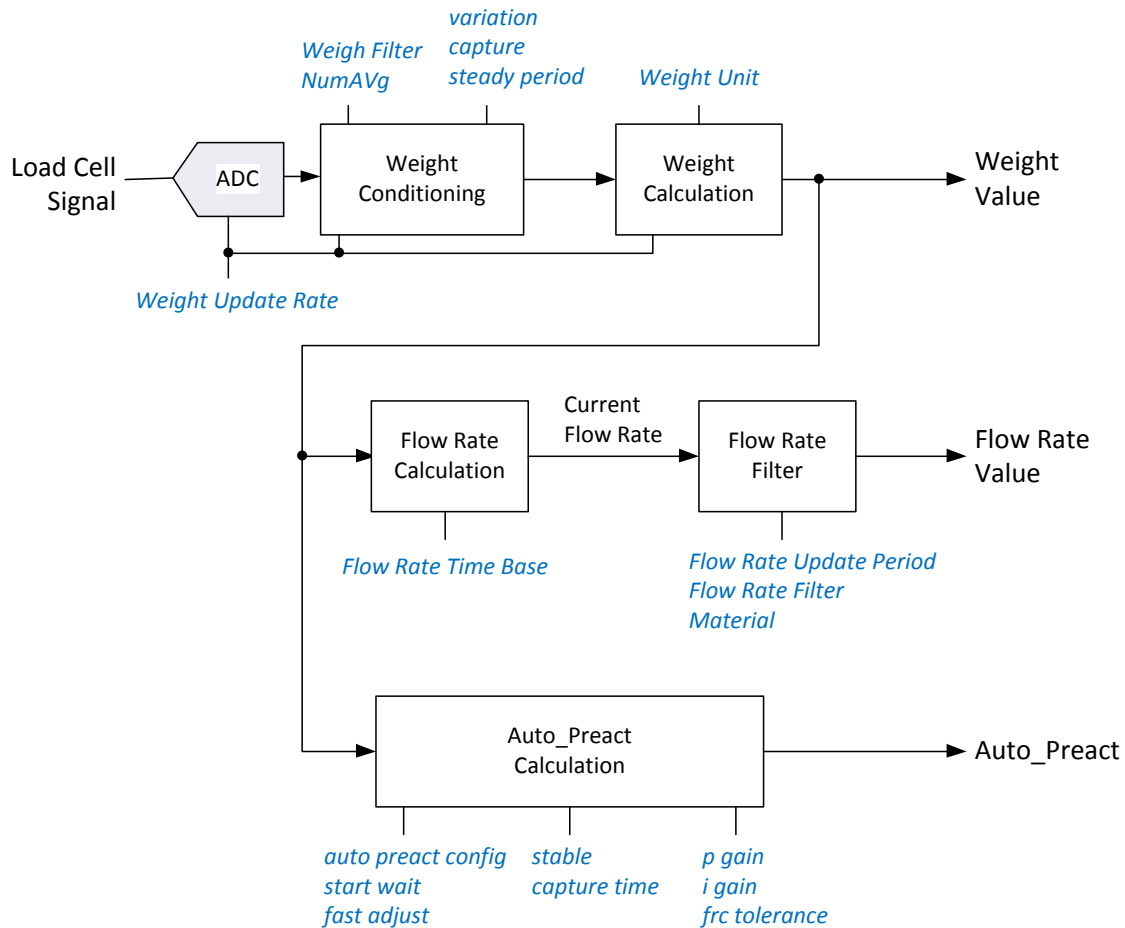 variation
capture
steady period
Weigh Filter
NumAVg
Weight Unit
Load Cell
Signal
ADC
Weight
Conditioning
Weight
Calculation
Weight
Value
Weight Update Rate
Flow Rate
Calculation
Current
Flow Rate
Flow Rate
Filter
Flow Rate
Value
Flow Rate Time Base
Flow Rate Update Period
Flow Rate Filter
Material
Auto_Preact
Calculation
Auto_Preact
auto preact config
start wait
fast adjust
stable
capture time
p gain
i gain
frc tolerance